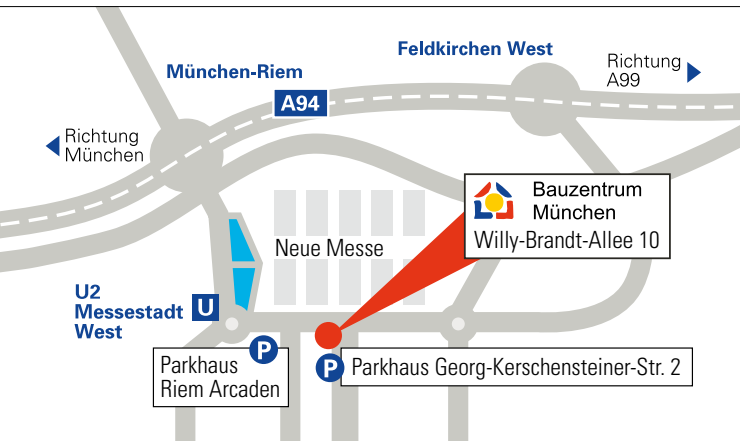 Feldkirchen West
München-Riem
Richtung
A99
A94
Richtung
München
Bauzentrum
München
Willy-Brandt-Allee 10
Neue Messe
U2
Messestadt
West
U
P
Parkhaus
Riem Arcaden
P
Parkhaus Georg-Kerschensteiner-Str. 2